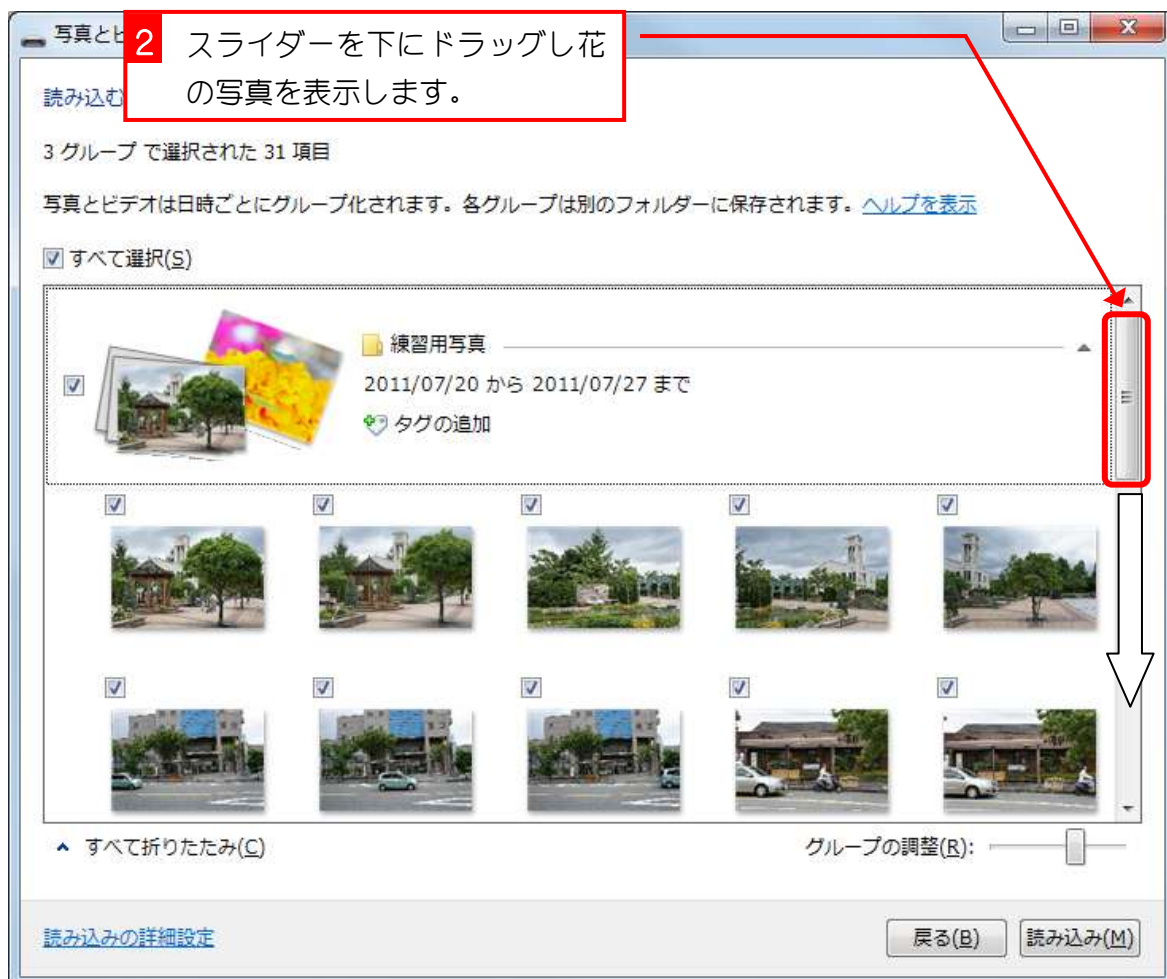 写真とビ
2 スライダーを下にドラッグし花
の写真を表示します。
読み込む
3 グループ で選択された 31 項目
写真とビデオは日時ごとにグループ化されます。各グループは別のフォルダーに保存されます。ヘルプを表示
すべて選択(S)
練習用写真
2011/07/20 から 2011/07/27 まで
タグの追加
すべて折りたたみ(C)
グループの調整(R):
読み込みの詳細設定
戻る(B)
読み込み(M)